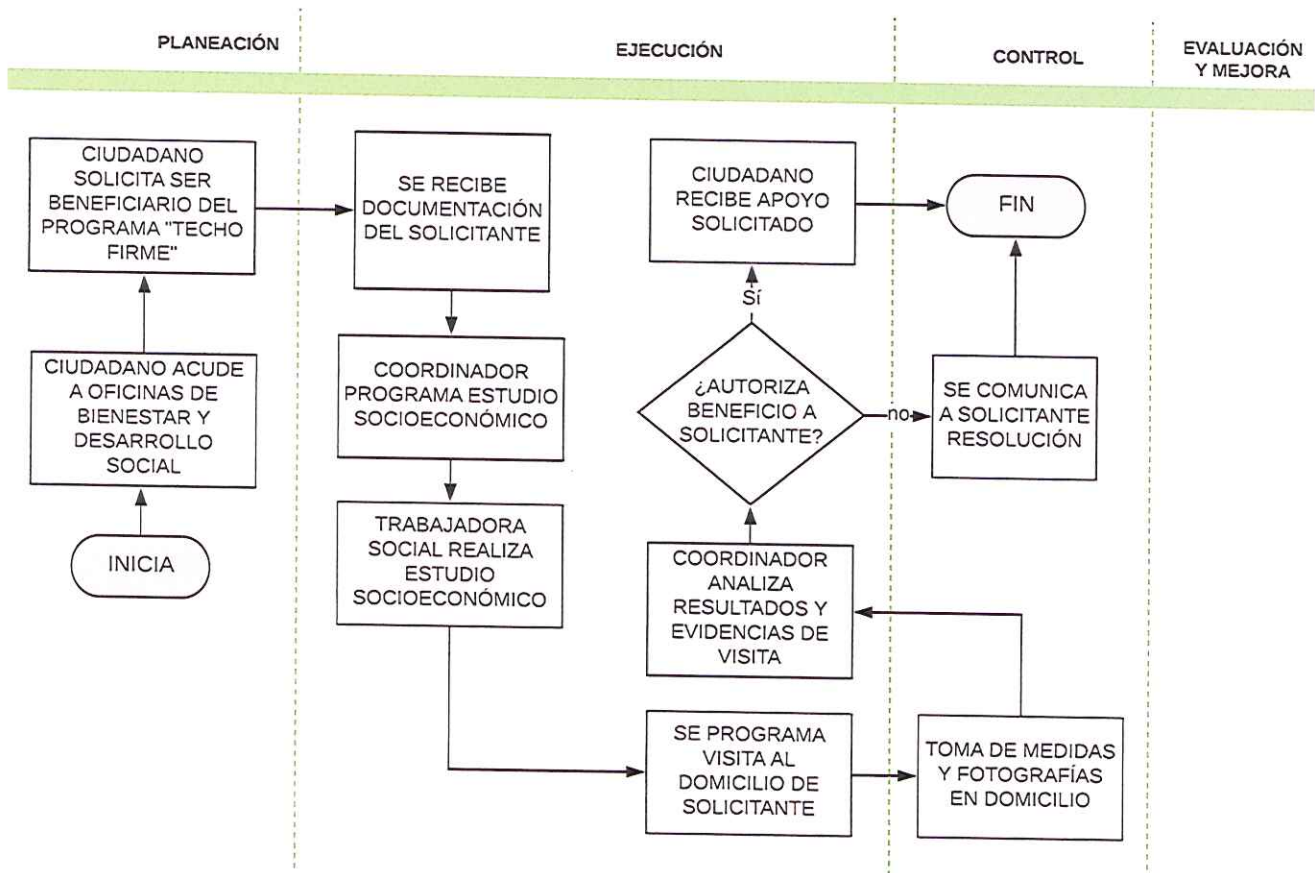 PLANEACIÓN
EJECUCIÓN
CONTROL
EVALUACIÓN
Y MEJORA
CIUDADANO
SOLICITA SER
BENEFICIARIO DEL
PROGRAMA "TECHO
FIRME"
SE RECIBE
DOCUMENTACIÓN
DEL SOLICITANTE
CIUDADANO
RECIBE APOYO
SOLICITADO
FIN
Sí
CIUDADANO ACUDE
A OFICINAS DE
BIENESTAR Y
DESARROLLO
SOCIAL
COORDINADOR
PROGRAMA ESTUDIO
SOCIOECONÓMICO
¿AUTORIZA
BENEFICIO A
SOLICITANTE?
no
SE COMUNICA
A SOLICITANTE
RESOLUCIÓN
INICIA
TRABAJADORA
SOCIAL REALIZA
ESTUDIO
SOCIOECONÓMICO
COORDINADOR
ANALIZA
RESULTADOS Y
EVIDENCIAS DE
VISITA
SE PROGRAMA
VISITA AL
DOMICILIO DE
SOLICITANTE
TOMA DE MEDIDAS
Y FOTOGRAFÍAS
EN DOMICILIO